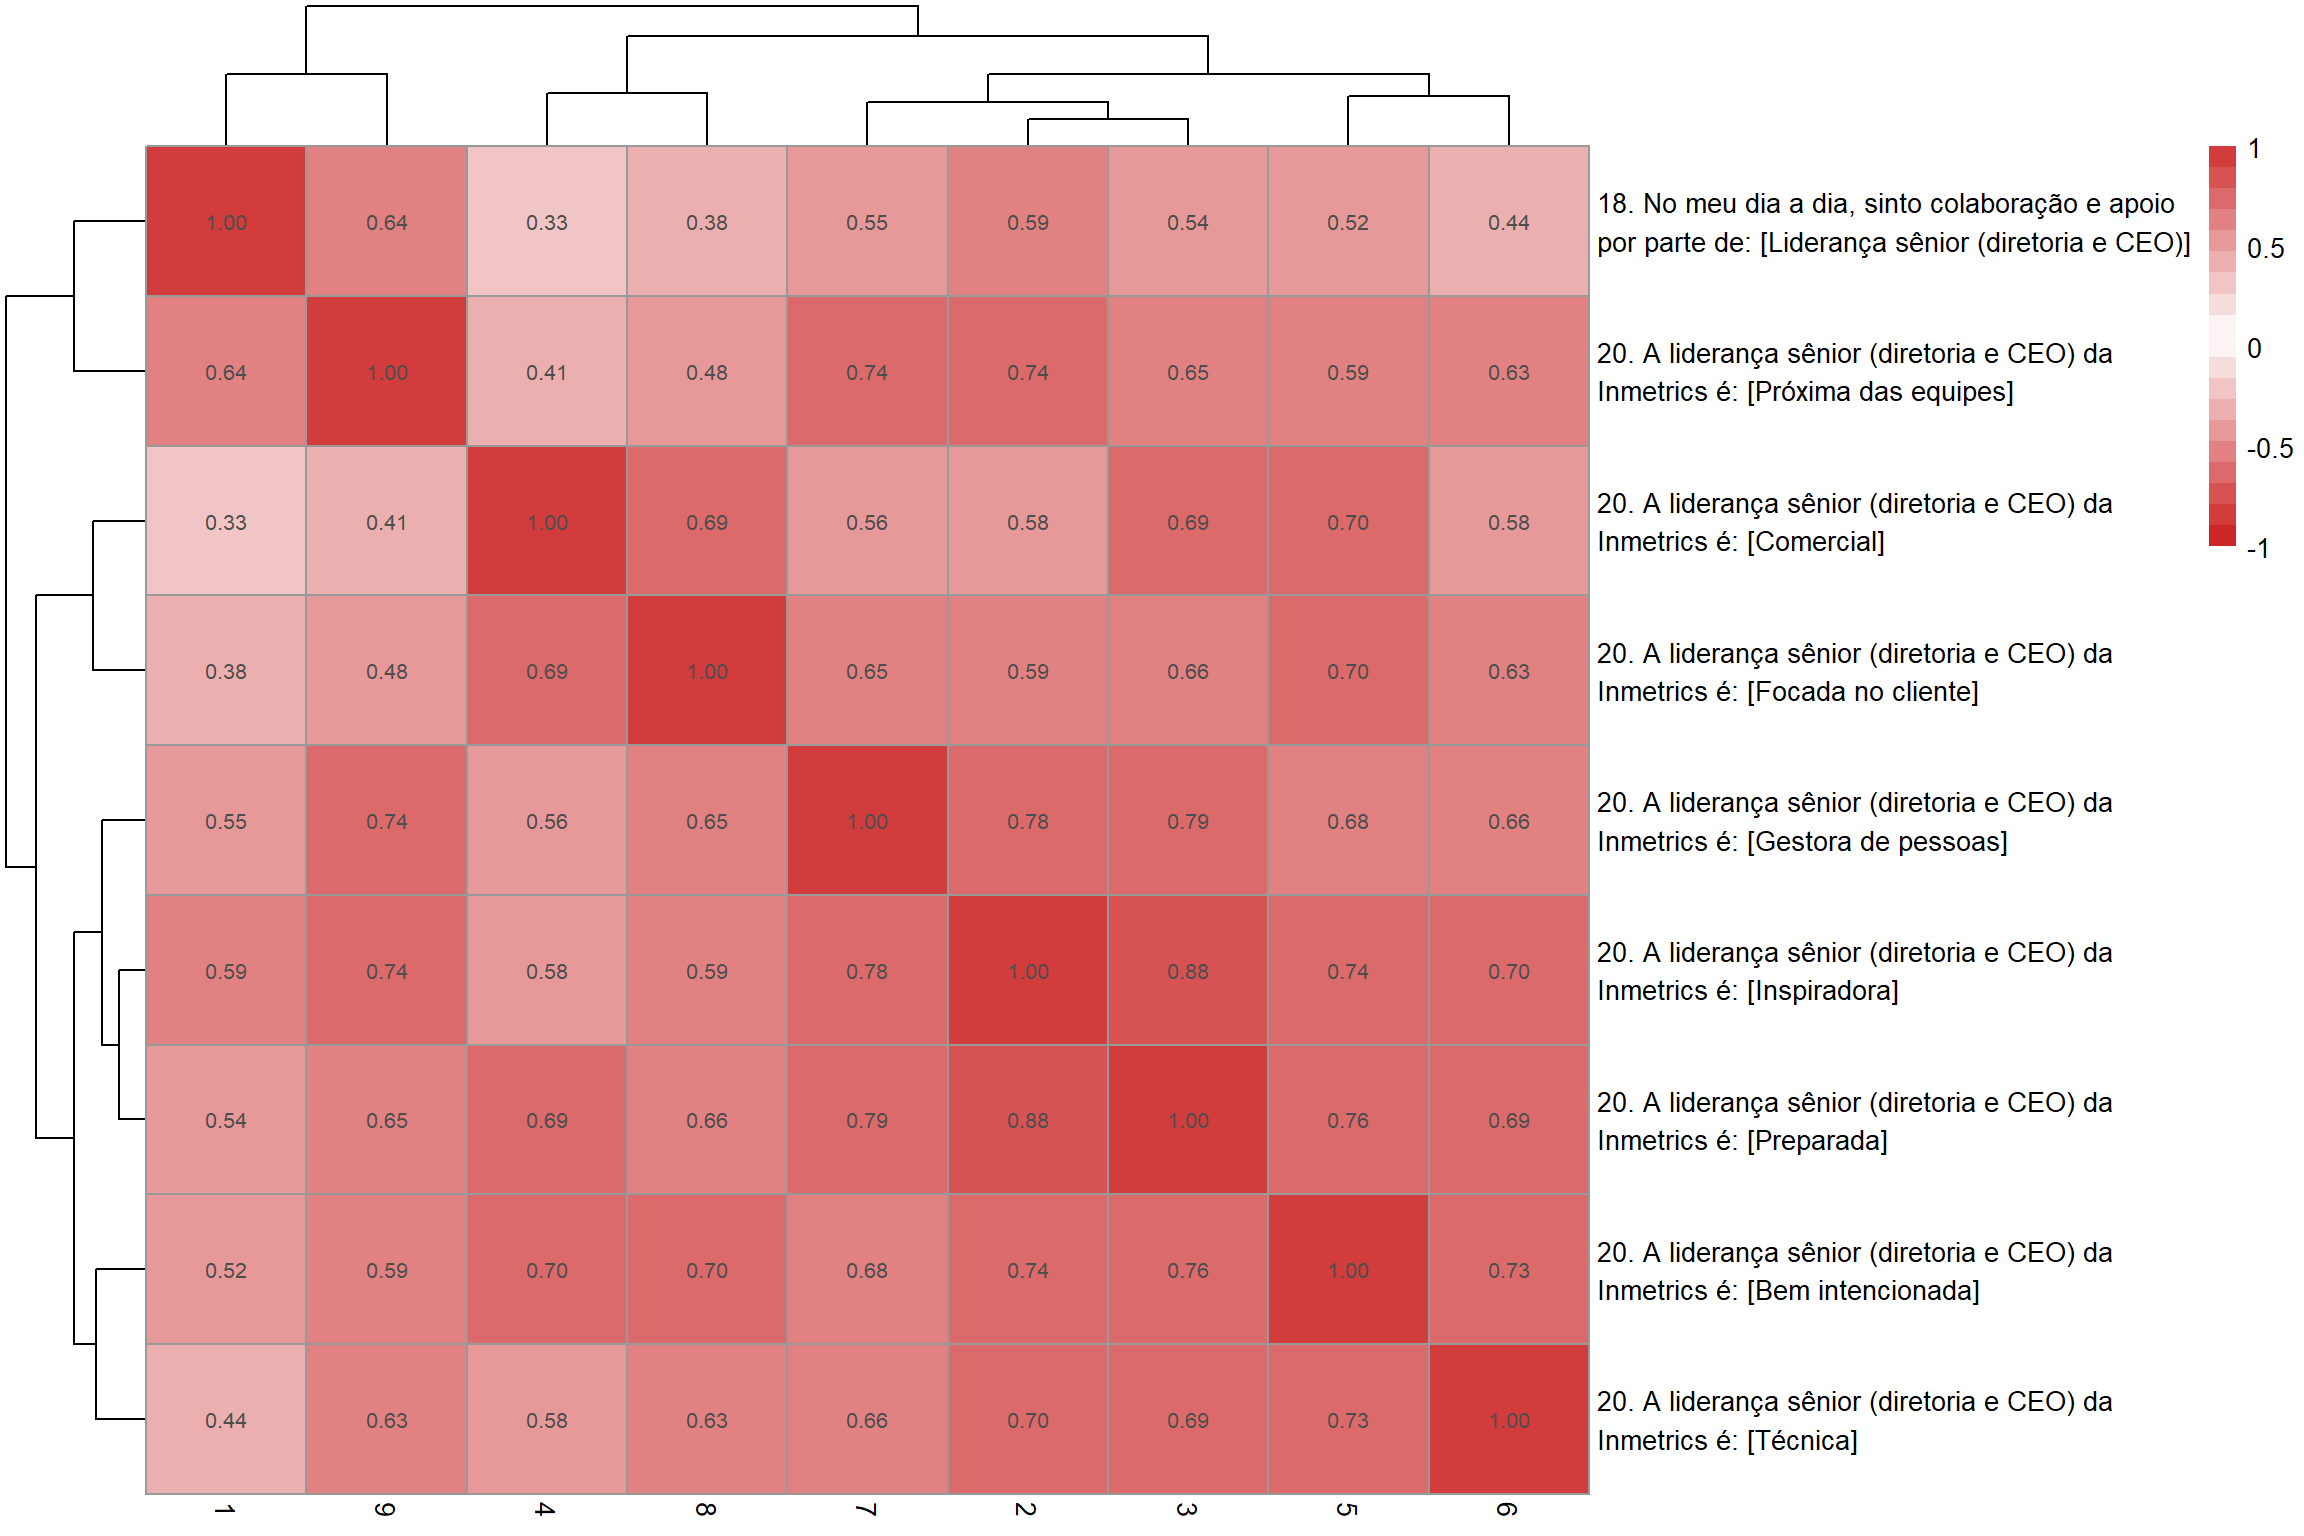 1.00 0.64 0.33 0.38 0.55 0.59 0.54 0.52 0.44
18. No meu dia a dia, sinto colaboração e apoio
por parte de: [Liderança sênior (diretoria e CEO)]
0.64 1.00 0.41 0.48 0.74 0.74 0.65 0.59 0.63
20. A liderança sênior (diretoria e CEO) da
Inmetrics é: [Próxima das equipes]
0.33 0.41 1.00 0.69 0.56 0.58 0.69 0.70 0.58
20. A liderança sênior (diretoria e CEO) da
Inmetrics é: [Comercial]
0.38 0.48 0.69 1.00 0.65 0.59 0.66 0.70 0.63
20. A liderança sênior (diretoria e CEO) da
Inmetrics é: [Focada no cliente]
0.55 0.74 0.56 0.65 1.00 0.78 0.79 0.68 0.66
20. A liderança sênior (diretoria e CEO) da
Inmetrics é: [Gestora de pessoas]
0.59 0.74 0.58 0.59 0.78 1.00 0.88 0.74 0.70
20. A liderança sênior (diretoria e CEO) da
Inmetrics é: [Inspiradora]
0.54 0.65 0.69 0.66 0.79 0.88 1.00 0.76 0.69
20. A liderança sênior (diretoria e CEO) da
Inmetrics é: [Preparada]
0.52 0.59 0.70 0.70 0.68 0.74 0.76 1.00 0.73
20. A liderança sênior (diretoria e CEO) da
Inmetrics é: [Bem intencionada]
0.44 0.63 0.58 0.63 0.66 0.70 0.69 0.73 1.00
20. A liderança sênior (diretoria e CEO) da
Inmetrics é: [Técnica]
1 9 4 8 7 2 3 5 6
1
0.5
0
-0.5
-1